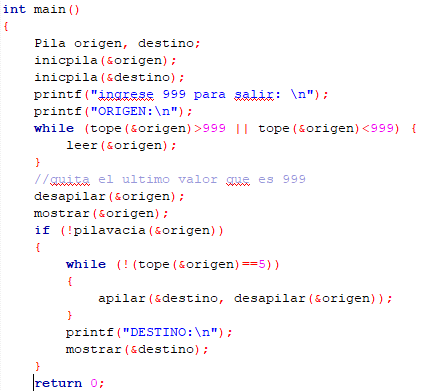 int main()
{
    Pila origen, destino;
    inicpila(&origen);
    inicpila(&destino);
    printf("ingrese 999 para salir: \n");
    printf("ORIGEN:\n");
    while (tope(&origen)>999 || tope(&origen)<999) {
        leer(&origen);
    }
    //quita el ultimo valor que es 999
    desapilar(&origen);
    mostrar(&origen);
    if (!pilavacia(&origen))
    {
        while (!(tope(&origen)==5))
        {
            apilar(&destino, desapilar(&origen));
        }
        printf("DESTINO:\n");
        mostrar(&destino);
    }
    return 0;